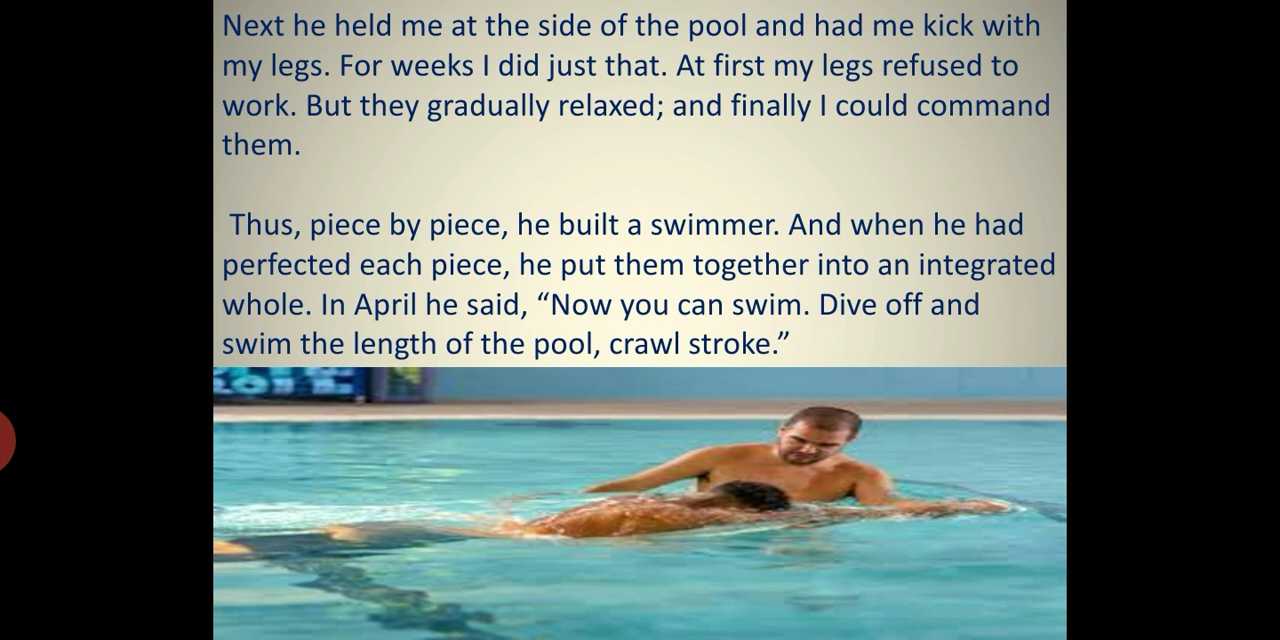 Next he held me at the side of the pool and had me kick with
my legs. For weeks I did just that. At first my legs refused to
work. But they gradually relaxed; and finally I could command
them.
Thus, piece by piece, he built a swimmer. And when he had
perfected each piece, he put them together into an integrated
whole. In April he said, “Now you can swim. Dive off and
swim the length of the pool, crawl stroke.”